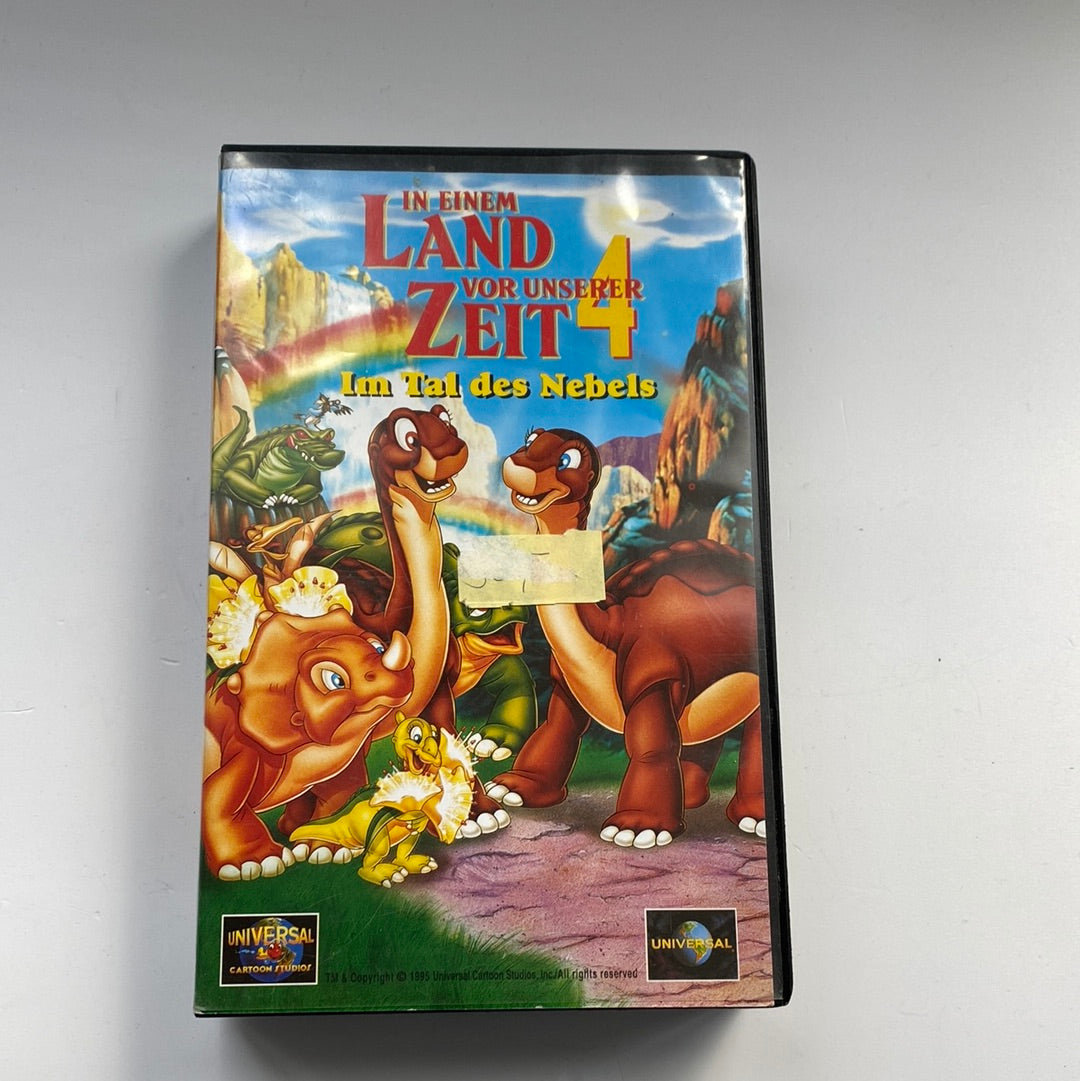 IN EINEM
LAND
VOR UNSERER
ZEIT 4
Im Tal des Nebels
UNIVERSAL
CARTOON STUDIOS
TM & Copyright © 1995 Universal Cartoon Studios, Inc./All rights reserved
UNIVERSAL